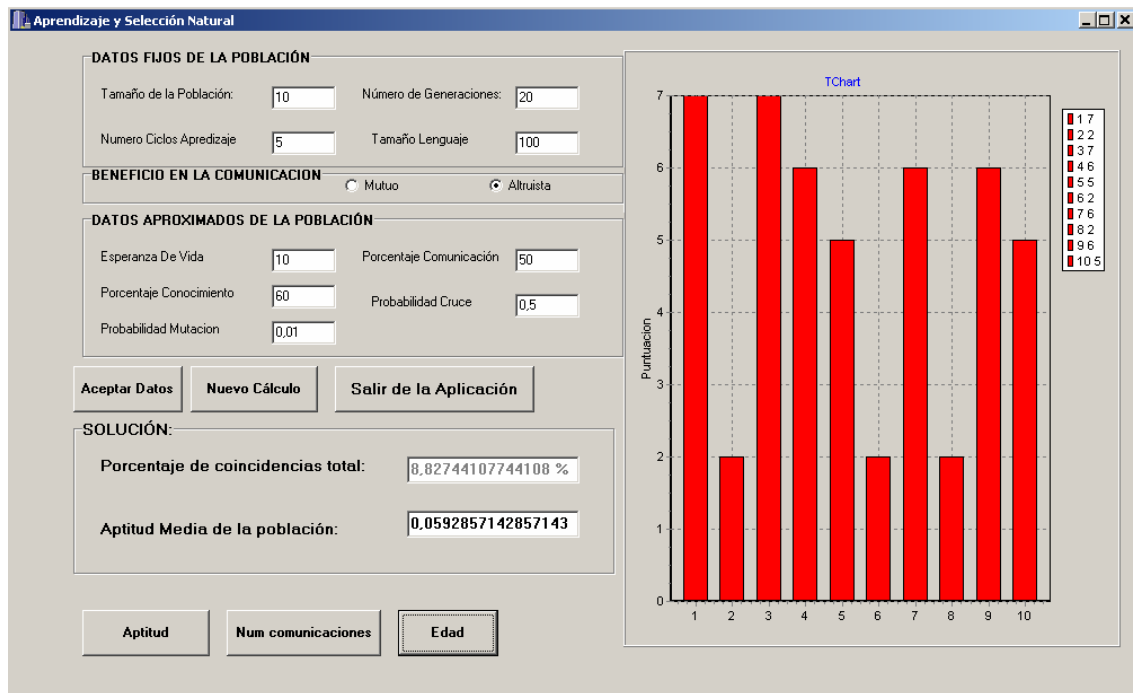 Aprendizaje y Selección Natural
DATOS FIJOS DE LA POBLACIÓN
Tamaño de la Población: 10 Número de Generaciones: 20
Numero Ciclos Apredizaje 5 Tamaño Lenguaje 100
BENEFICIO EN LA COMUNICACION Mutuo Altruista
DATOS APROXIMADOS DE LA POBLACIÓN
Esperanza De Vida 10 Porcentaje Comunicación 50
Porcentaje Conocimiento 60 Probabilidad Cruce 0,5
Probabilidad Mutacion 0,01
Aceptar Datos Nuevo Cálculo Salir de la Aplicación
SOLUCIÓN:
Porcentaje de coincidencias total: 8,82744107744108 %
Aptitud Media de la población: 0,0592857142857143
Aptitud Num comunicaciones Edad
TChart
Puntuacion
7
6
5
4
3
2
1
0
1 2 3 4 5 6 7 8 9 10
1 7
2 2
3 7
4 6
5 5
6 2
7 6
8 2
9 6
10 5